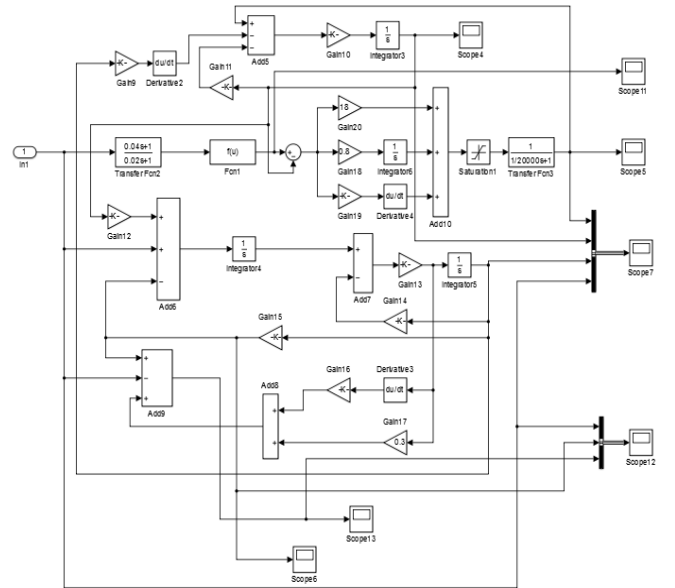 +
-
-
Add5
-K-
Gain10
1
s
Integrator3
Scope4
-K-
Gain9
du/dt
Derivative2
Gain11
-K-
Scope11
18
Gain20
1
In1
0.04s+1
0.02s+1
Transfer Fcn2
f(u)
Fcn1
+
-
0.8
Gain18
1
s
Integrator6
-K-
Gain19
du/dt
Derivative4
+
+
+
Add10
Saturation1
1
1/20000s+1
Transfer Fcn3
Scope5
-K-
Gain12
+
+
-
Add6
1
s
Integrator4
+
-
Add7
-K-
Gain13
1
s
Integrator5
Scope7
Gain14
-K-
Gain15
-K-
+
-
+
Add9
Add8
+
+
Gain16
-K-
Derivative3
du/dt
Gain17
0.3
Scope12
Scope13
Scope6